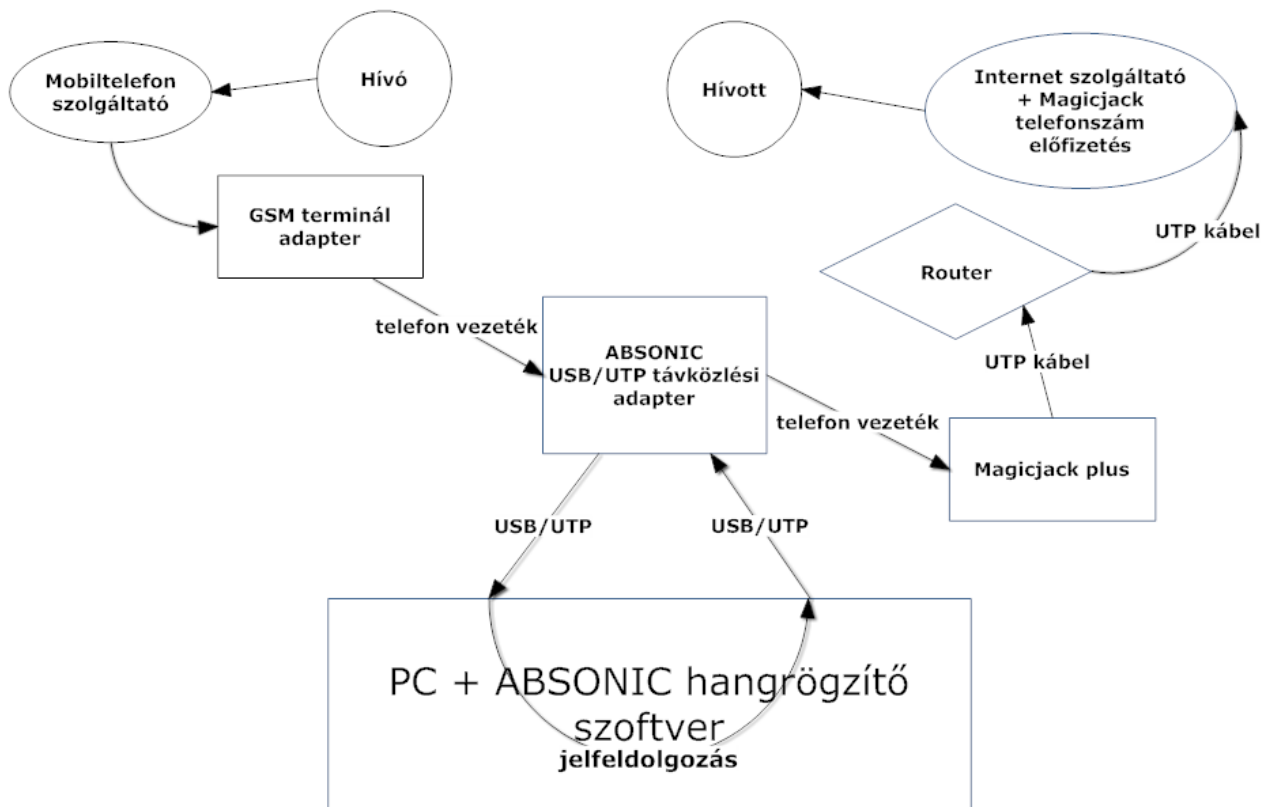 Mobiltelefon
szolgáltató
Hívó
Hívott
Internet szolgáltató
+ Magicjack
telefonszám
előfizetés
GSM terminál
adapter
UTP kábel
Router
telefon vezeték
ABSONIC
USB/UTP távközlési
adapter
UTP kábel
telefon vezeték
Magicjack plus
USB/UTP
USB/UTP
PC + ABSONIC hangrögzítő
szoftver
jelfeldolgozás